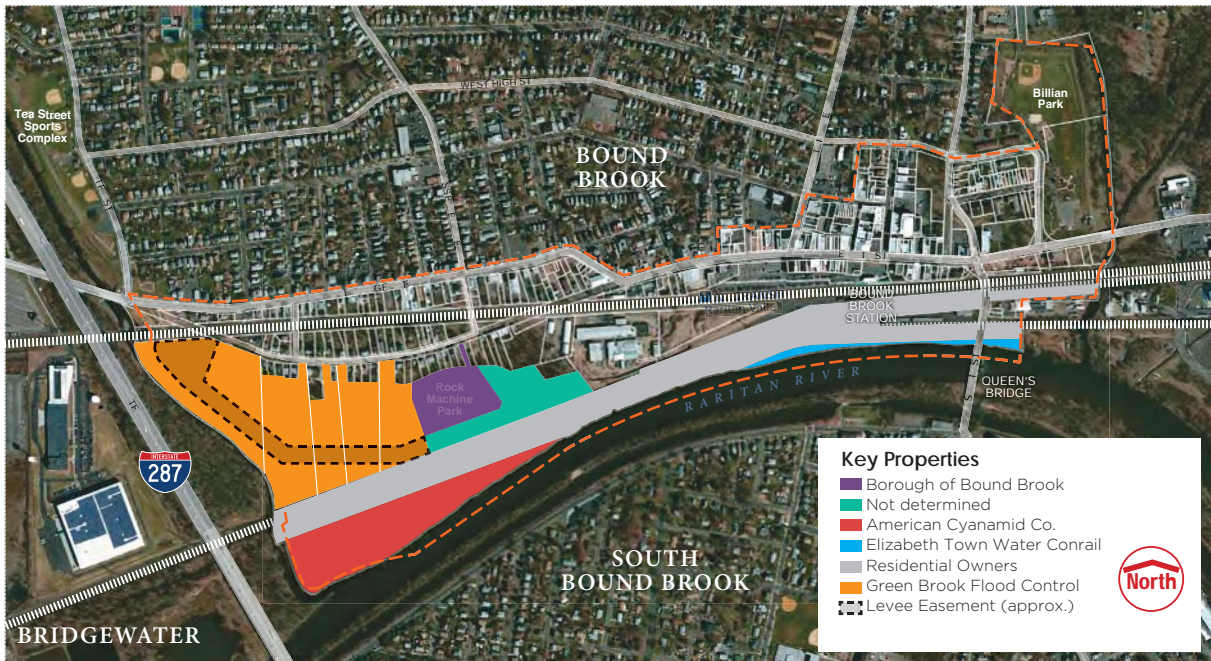 WEST HIGH ST
Tea Street
Sports
Complex
TE ST
Billian
Park
BOUND
BROOK
BOUND
BROOK
STATION
Rock
Machine
Park
RARITAN RIVER
QUEEN'S
BRIDGE
INTERSTATE
287
SOUTH
BOUND BROOK
BRIDGEWATER
Key Properties
Borough of Bound Brook
Not determined
American Cyanamid Co.
Elizabeth Town Water Conrail
Residential Owners
Green Brook Flood Control
Levee Easement (approx.)
North